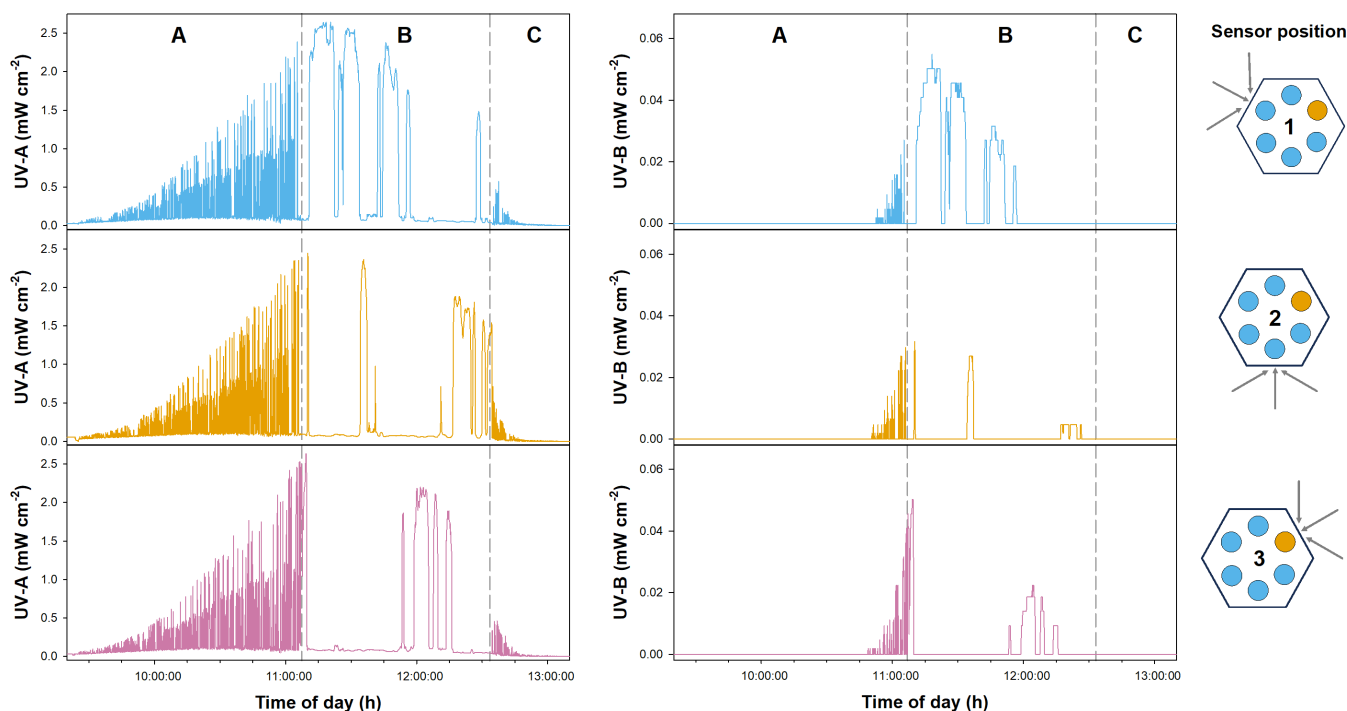 A B C
UV-A (mW cm-2)
2.5
2.0
1.5
1.0
0.5
0.0
UV-A (mW cm-2)
2.5
2.0
1.5
1.0
0.5
0.0
UV-A (mW cm-2)
2.5
2.0
1.5
1.0
0.5
0.0
10:00:00 11:00:00 12:00:00 13:00:00
Time of day (h)
A B C
UV-B (mW cm-2)
0.06
0.04
0.02
0.00
UV-B (mW cm-2)
0.06
0.04
0.02
0.00
UV-B (mW cm-2)
0.06
0.04
0.02
0.00
10:00:00 11:00:00 12:00:00 13:00:00
Time of day (h)
Sensor position
1
2
3